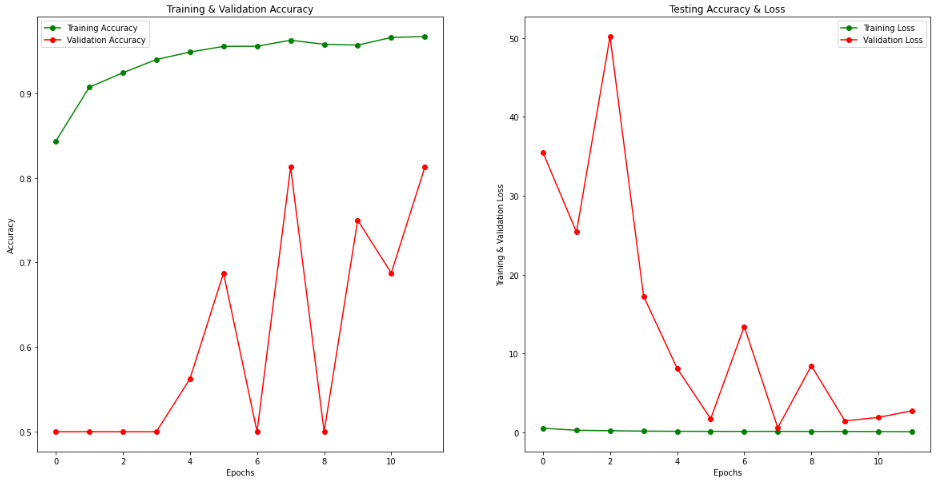 Training & Validation Accuracy
Training Accuracy
Validation Accuracy
0.9
0.8
0.7
0.6
0.5
Accuracy
0 2 4 6 8 10
Epochs
Testing Accuracy & Loss
Training Loss
Validation Loss
50
40
30
20
10
0
Training & Validation Loss
0 2 4 6 8 10
Epochs